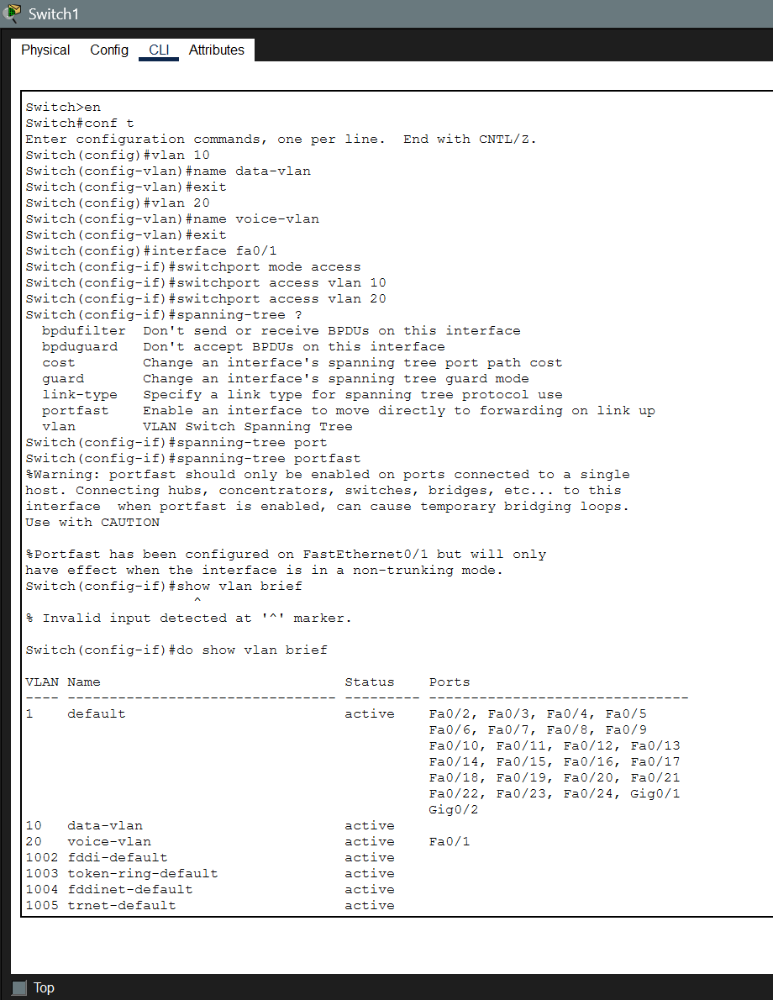 Switch1
Physical Config CLI Attributes
Switch>en
Switch#conf t
Enter configuration commands, one per line.  End with CNTL/Z.
Switch(config)#vlan 10
Switch(config-vlan)#name data-vlan
Switch(config-vlan)#exit
Switch(config)#vlan 20
Switch(config-vlan)#name voice-vlan
Switch(config-vlan)#exit
Switch(config)#interface fa0/1
Switch(config-if)#switchport mode access
Switch(config-if)#switchport access vlan 10
Switch(config-if)#switchport access vlan 20
Switch(config-if)#spanning-tree ?
  bpdufilter  Don't send or receive BPDUs on this interface
  bpduguard   Don't accept BPDUs on this interface
  cost        Change an interface's spanning tree port path cost
  guard       Change an interface's spanning tree guard mode
  link-type   Specify a link type for spanning tree protocol use
  portfast    Enable an interface to move directly to forwarding on link up
  vlan        VLAN Switch Spanning Tree
Switch(config-if)#spanning-tree port
Switch(config-if)#spanning-tree portfast
%Warning: portfast should only be enabled on ports connected to a single
host. Connecting hubs, concentrators, switches, bridges, etc... to this
interface  when portfast is enabled, can cause temporary bridging loops.
Use with CAUTION

%Portfast has been configured on FastEthernet0/1 but will only
have effect when the interface is in a non-trunking mode.
Switch(config-if)#show vlan brief
                    ^
% Invalid input detected at '^' marker.

Switch(config-if)#do show vlan brief

VLAN Name                             Status    Ports
---- -------------------------------- --------- -------------------------------
1    default                          active    Fa0/2, Fa0/3, Fa0/4, Fa0/5
                                                Fa0/6, Fa0/7, Fa0/8, Fa0/9
                                                Fa0/10, Fa0/11, Fa0/12, Fa0/13
                                                Fa0/14, Fa0/15, Fa0/16, Fa0/17
                                                Fa0/18, Fa0/19, Fa0/20, Fa0/21
                                                Fa0/22, Fa0/23, Fa0/24, Gig0/1
                                                Gig0/2
10   data-vlan                        active
20   voice-vlan                       active    Fa0/1
1002 fddi-default                     active
1003 token-ring-default               active
1004 fddinet-default                  active
1005 trnet-default                    active
Top